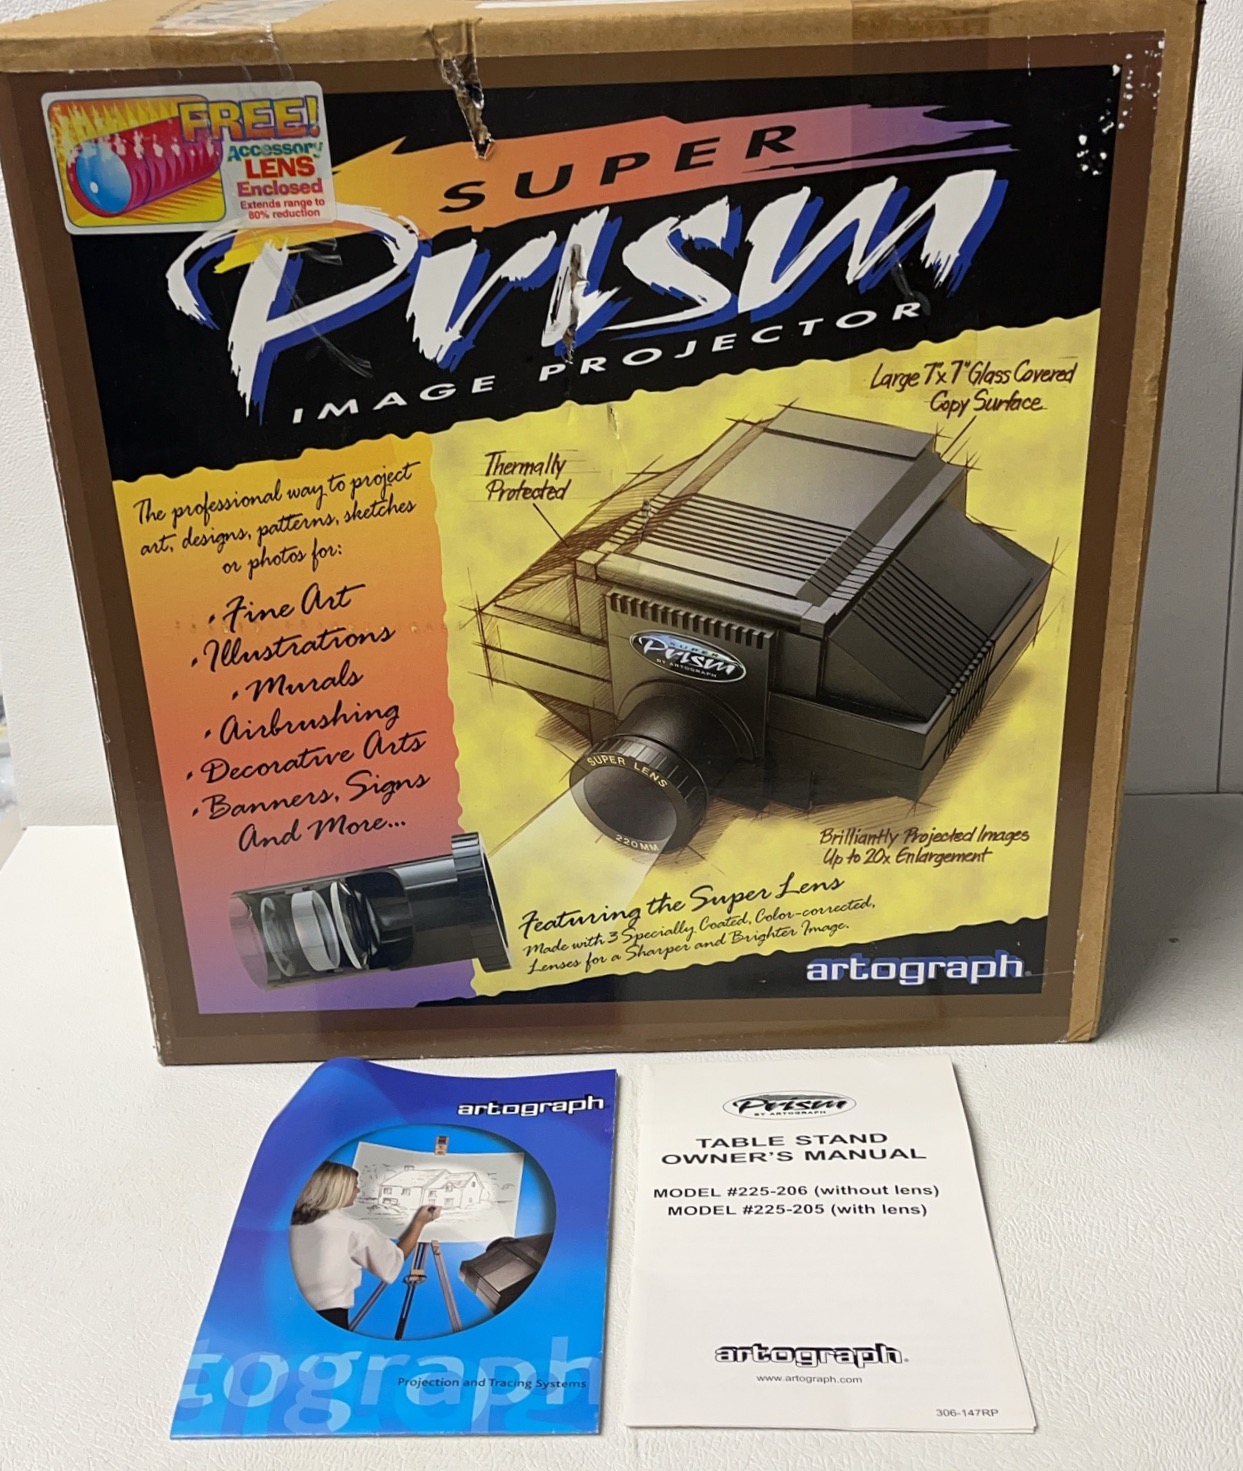 FREE!
Accessory
LENS
Enclosed
Extends range to
80% reduction
SUPER
Prism
IMAGE PROJECTOR
Large 7"x 7" Glass Covered
Copy Surface
Thermally
Protected
The professional way to project
art, designs, patterns, sketches
or photos for:
• Fine Art
• Illustrations
• Murals
• Airbrushing
• Decorative Arts
• Banners, Signs
And More...
SUPER
Prism
BY ARTOGRAPH
SUPER LENS
220MM
Brilliantly Projected Images
Up to 20x Enlargement
Featuring the Super Lens
Made with 3 Specially Coated, Color-corrected,
Lenses for a Sharper and Brighter Image.
artograph®
artograph
tograph
Projection and Tracing Systems
Prism
BY ARTOGRAPH
TABLE STAND
OWNER'S MANUAL
MODEL #225-206 (without lens)
MODEL #225-205 (with lens)
artograph®
www.artograph.com
306-147RP